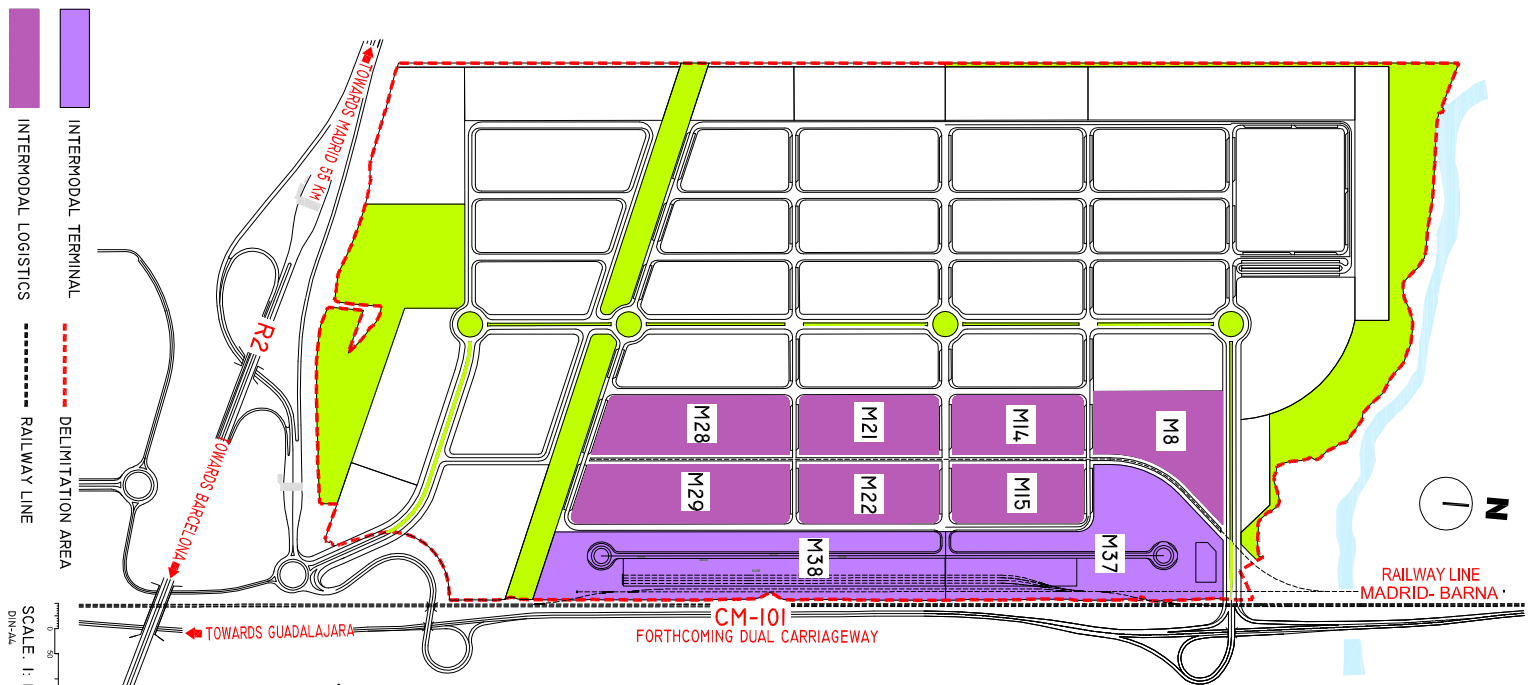 INTERMODAL TERMINAL
INTERMODAL LOGISTICS
DELIMITATION AREA
RAILWAY LINE
TOWARDS MADRID 55 KM
R2
TOWARDS BARCELONA
TOWARDS GUADALAJARA
M28
M21
M14
M8
M29
M22
M15
M38
M37
N
RAILWAY LINE
MADRID- BARNA
CM-101
FORTHCOMING DUAL CARRIAGEWAY
SCALE. 1:
DIN-A4
0
50